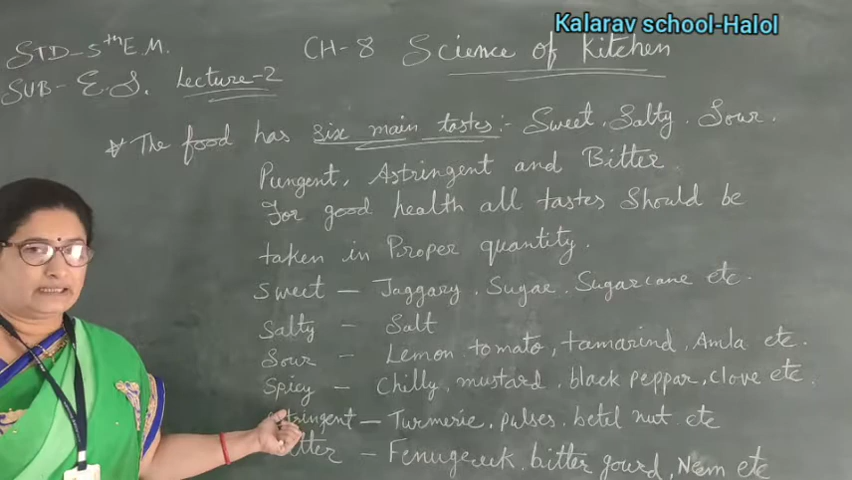 Kalarav school-Halol
STD-5th E.M. CH-8 Science of Kitchen
SUB- E.S. Lecture-2
* The food has six main tastes:- Sweet, Salty, Sour.
Pungent, Astringent and Bitter.
For good health all tastes should be
taken in Proper quantity.
Sweet - Jaggary, Sugar, Sugarcane etc.
Salty - Salt
Sour - Lemon tomato, tamarind, Amla etc.
Spicy - Chilly, mustard, black peppar, clove etc.
tringent - Turmeric, pulses, betel nut etc
tter - Fenugreek, bitter gourd, Neem etc